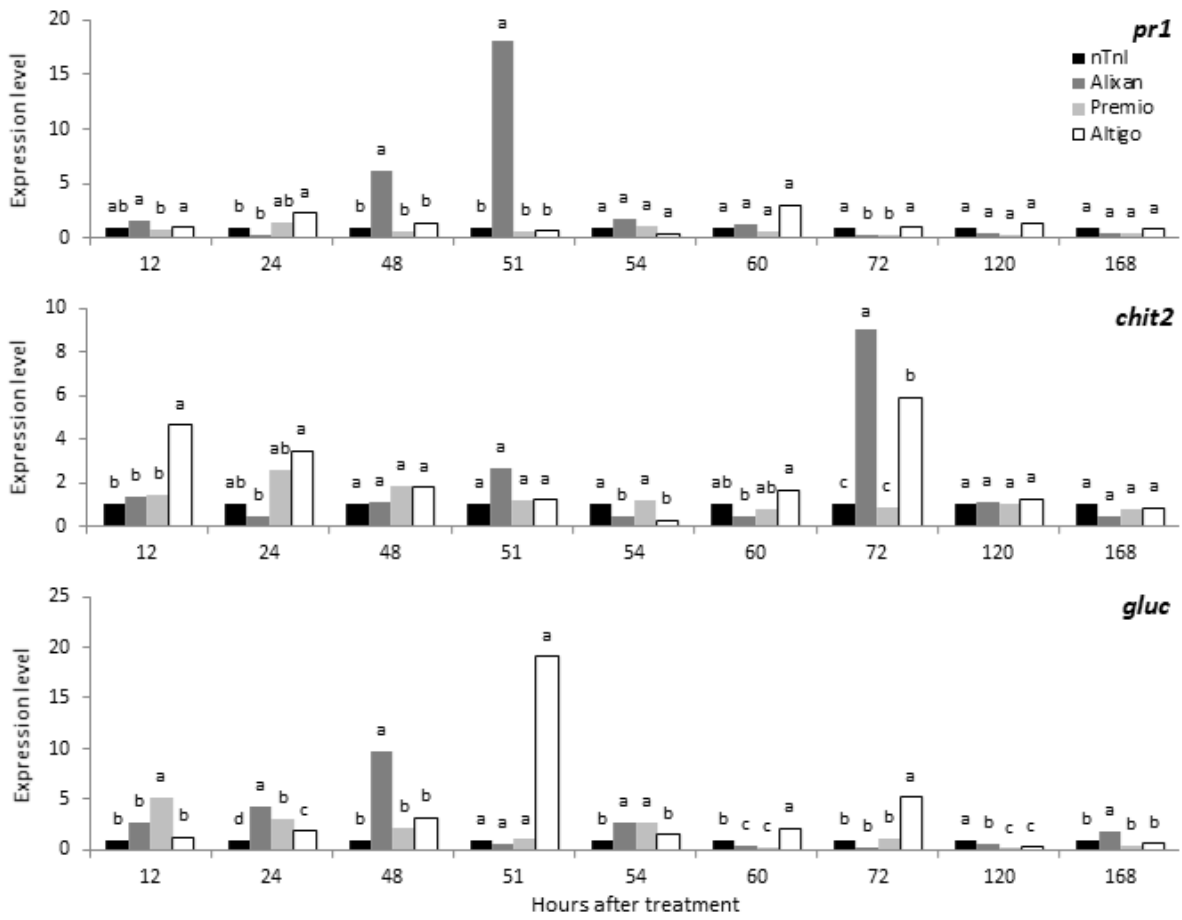 pr1
nTnI
Alixan
Premio
Altigo
Expression level
20
15
10
5
0
ab a b a b b ab a b a b b b a b b a a a a a a a a a b b a a a a a a a a a
12 24 48 51 54 60 72 120 168
chit2
Expression level
10
8
6
4
2
0
b b b a ab b ab a a a a a a a a a a b a b ab b ab a c a c b a a a a a a a a
12 24 48 51 54 60 72 120 168
gluc
Expression level
25
20
15
10
5
0
b b a b d a b c b a b b a a a a b a a b b c c a b b b a a b c c b a b b
12 24 48 51 54 60 72 120 168
Hours after treatment